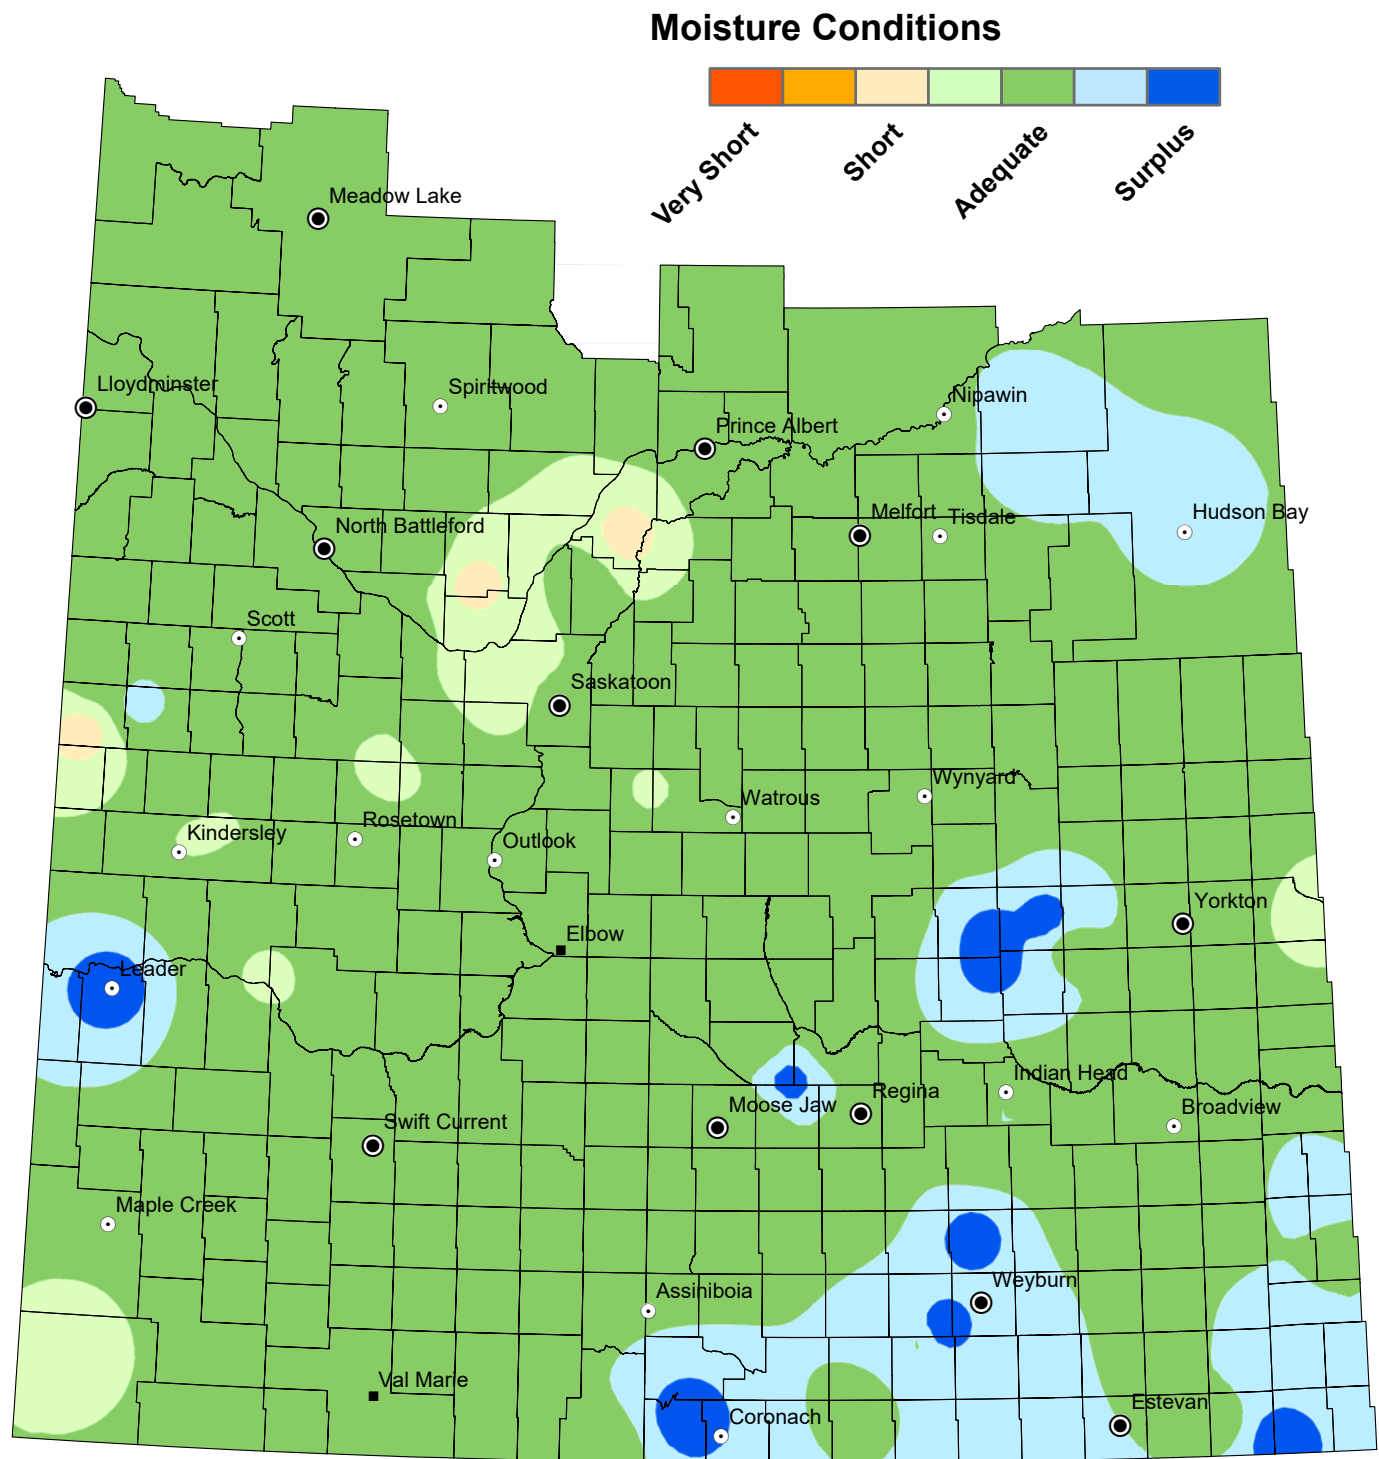 Moisture Conditions
Very Short
Short
Adequate
Surplus
Meadow Lake
Lloydminster
Spiritwood
Nipawin
Prince Albert
North Battleford
Melfort
Tisdale
Hudson Bay
Scott
Saskatoon
Wynyard
Watrous
Kindersley
Rosetown
Outlook
Yorkton
Elbow
Leader
Indian Head
Regina
Moose Jaw
Broadview
Swift Current
Maple Creek
Weyburn
Assiniboia
Val Marie
Estevan
Coronach